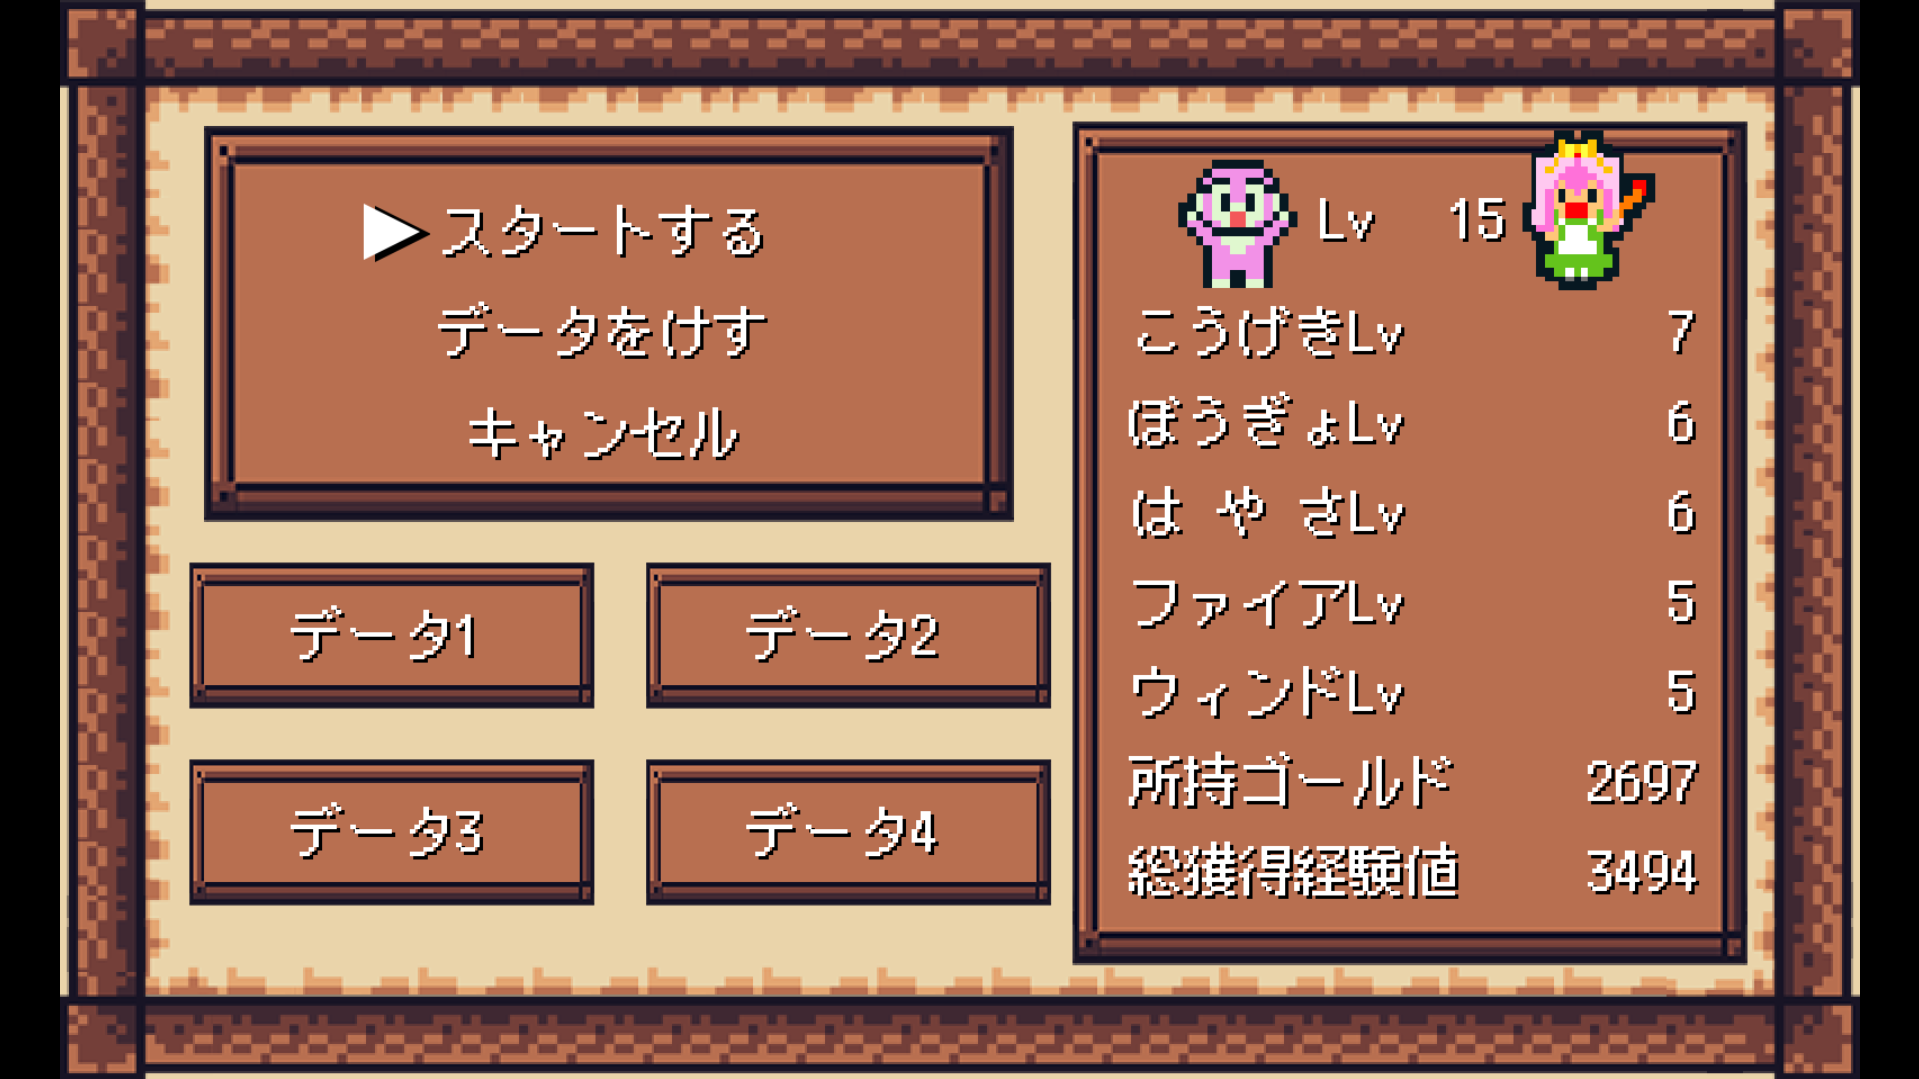 スタートする
データをけす
キャンセル
データ1
データ2
データ3
データ4
Lv 15
こうげきLv 7
ぼうぎょLv 6
は や さLv 6
ファイアLv 5
ウィンドLv 5
所持ゴールド 2697
総獲得経験値 3494